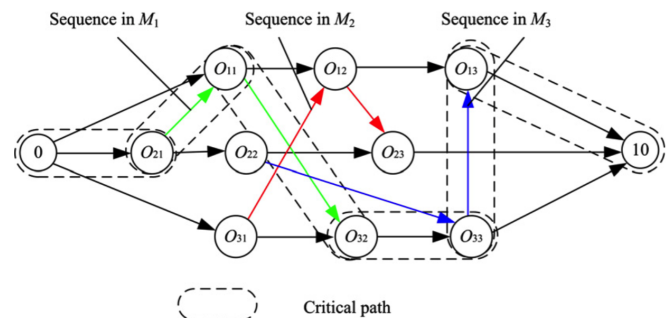 Sequence in M₁ Sequence in M₂ Sequence in M₃
O₁₁ O₁₂ O₁₃
0 O₂₁ O₂₂ O₂₃ 10
O₃₁ O₃₂ O₃₃
Critical path